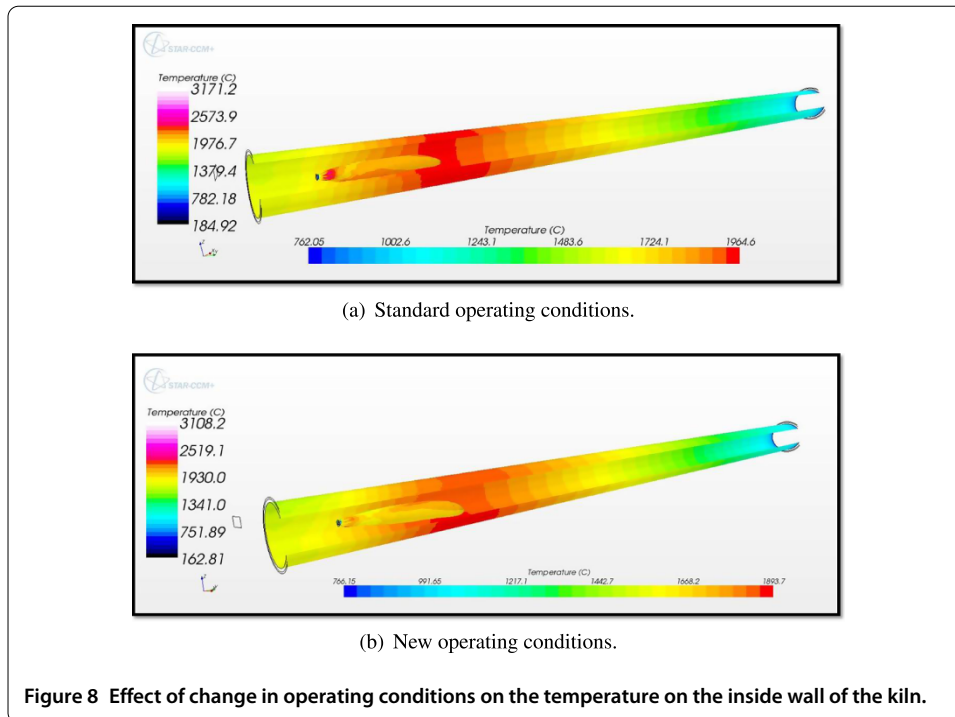 STAR-CCM+
Temperature (C)
3171.2
2573.9
1976.7
1379.4
782.18
184.92
Temperature (C)
762.05 1002.6 1243.1 1483.6 1724.1 1964.6
(a) Standard operating conditions.
STAR-CCM+
Temperature (C)
3108.2
2519.1
1930.0
1341.0
751.89
162.81
Temperature (C)
766.15 991.65 1217.1 1442.7 1668.2 1893.7
(b) New operating conditions.
Figure 8 Effect of change in operating conditions on the temperature on the inside wall of the kiln.